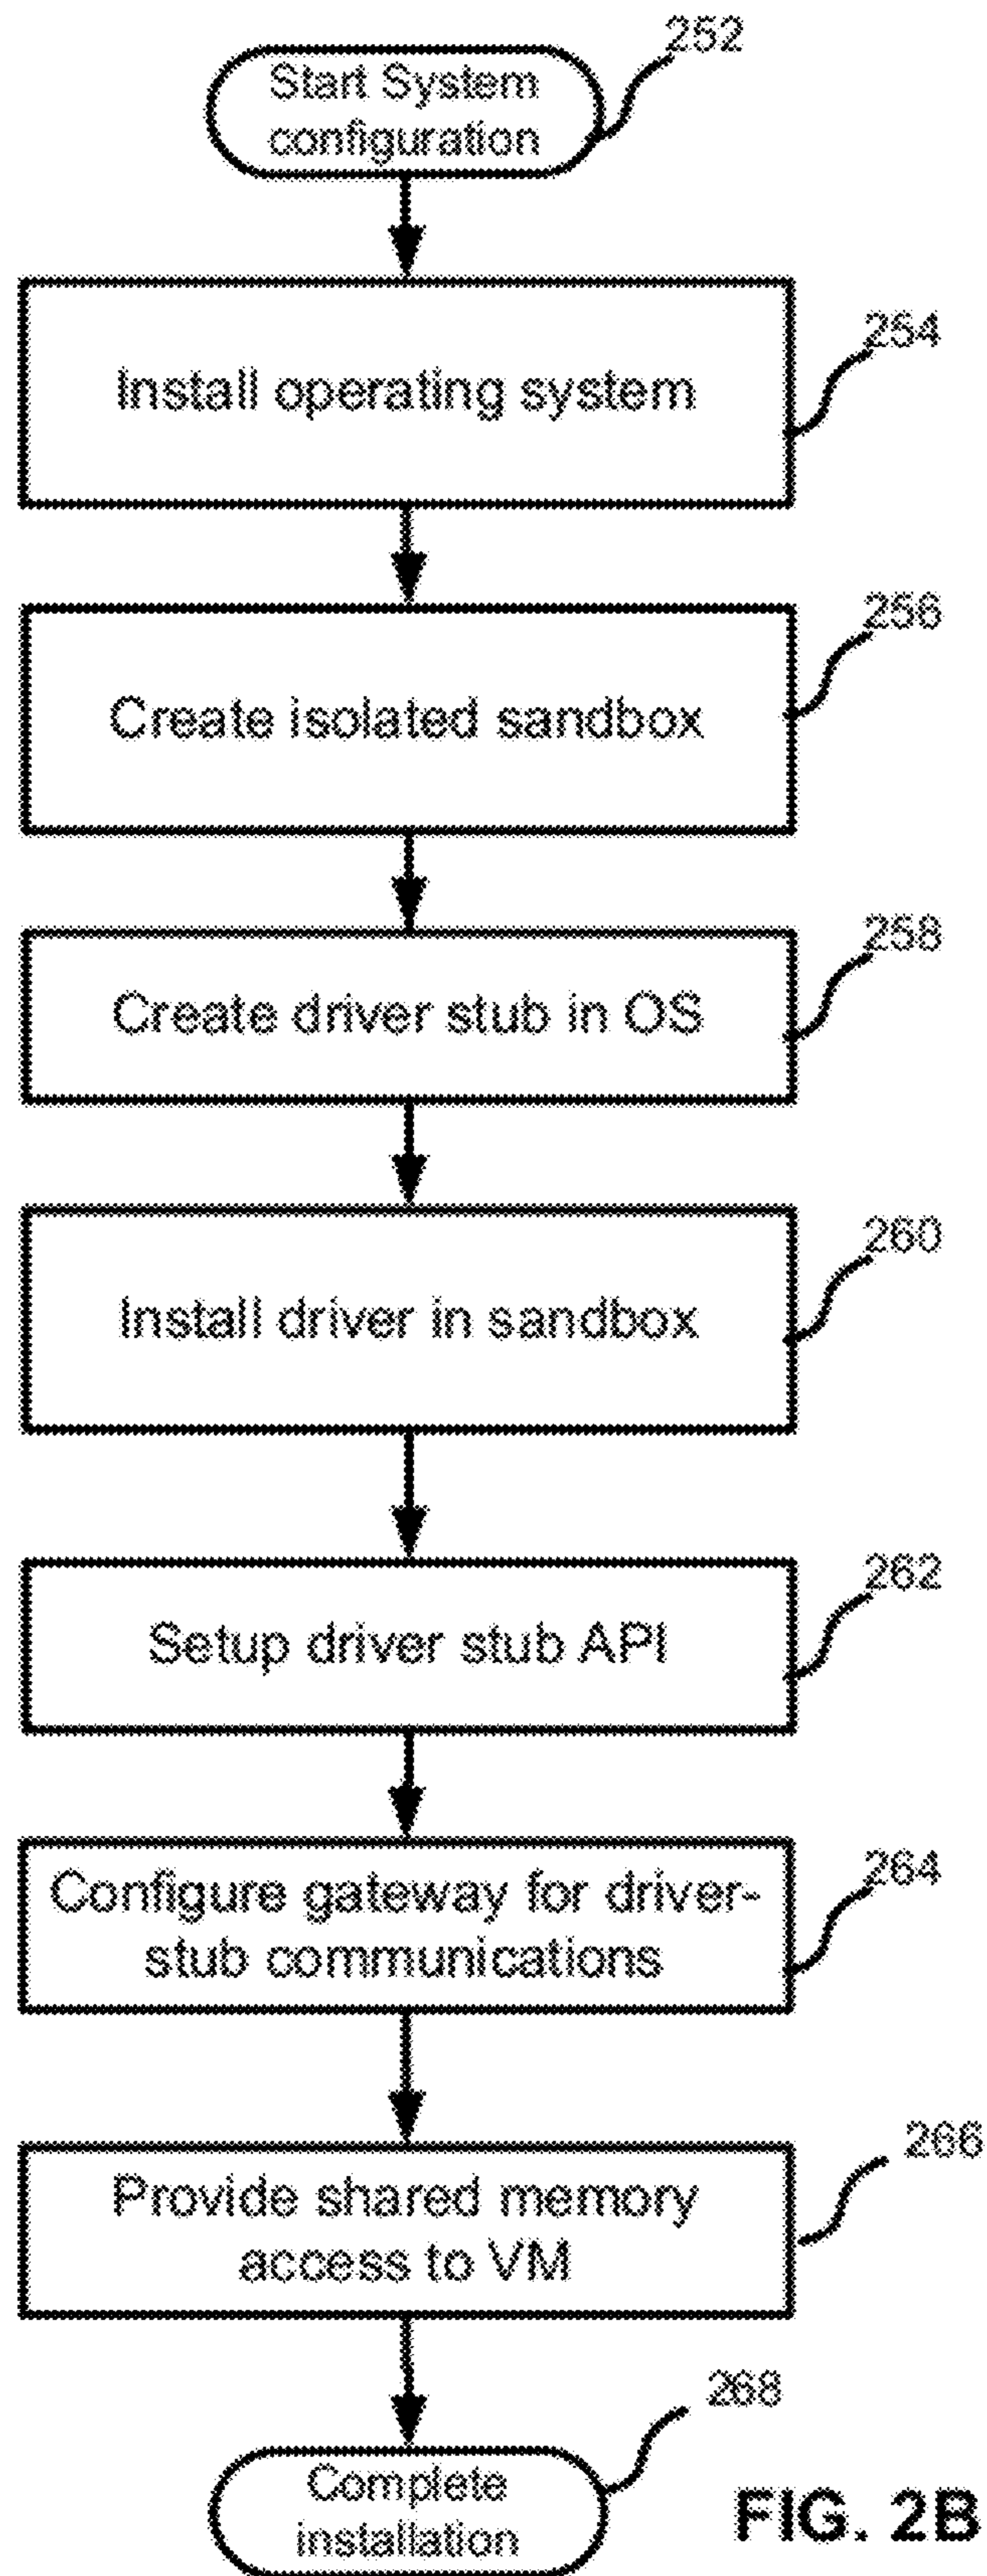 252
Start System
configuration
254
Install operating system
256
Create isolated sandbox
258
Create driver stub in OS
260
Install driver in sandbox
262
Setup driver stub API
264
Configure gateway for driver-
stub communications
266
Provide shared memory
access to VM
268
Complete
installation
FIG. 2B